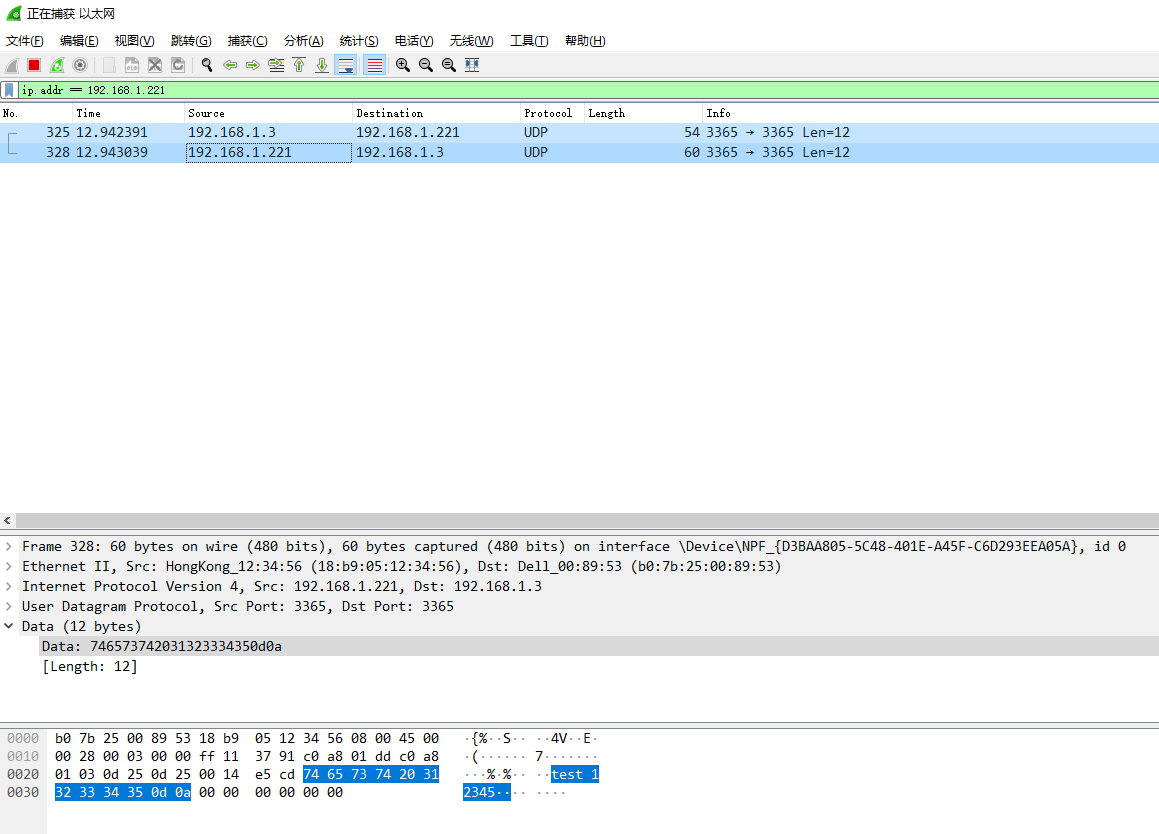 正在捕获 以太网
文件(F) 编辑(E) 视图(V) 跳转(G) 捕获(C) 分析(A) 统计(S) 电话(Y) 无线(W) 工具(T) 帮助(H)
ip.addr == 192.168.1.221
No. Time Source Destination Protocol Length Info
325 12.942391 192.168.1.3 192.168.1.221 UDP 54 3365 → 3365 Len=12
328 12.943039 192.168.1.221 192.168.1.3 UDP 60 3365 → 3365 Len=12
Frame 328: 60 bytes on wire (480 bits), 60 bytes captured (480 bits) on interface \Device\NPF_{D3BAA805-5C48-401E-A45F-C6D293EEA05A}, id 0
Ethernet II, Src: HongKong_12:34:56 (18:b9:05:12:34:56), Dst: Dell_00:89:53 (b0:7b:25:00:89:53)
Internet Protocol Version 4, Src: 192.168.1.221, Dst: 192.168.1.3
User Datagram Protocol, Src Port: 3365, Dst Port: 3365
Data (12 bytes)
Data: 746573742031323334350d0a
[Length: 12]
0000 b0 7b 25 00 89 53 18 b9 05 12 34 56 08 00 45 00 ·{%··S·· ··4V··E·
0010 00 28 00 03 00 00 ff 11 37 91 c0 a8 01 dd c0 a8 ·(······ 7·······
0020 01 03 0d 25 0d 25 00 14 e5 cd 74 65 73 74 20 31 ···%·%·· ··test 1
0030 32 33 34 35 0d 0a 00 00 00 00 00 00 2345···· ····